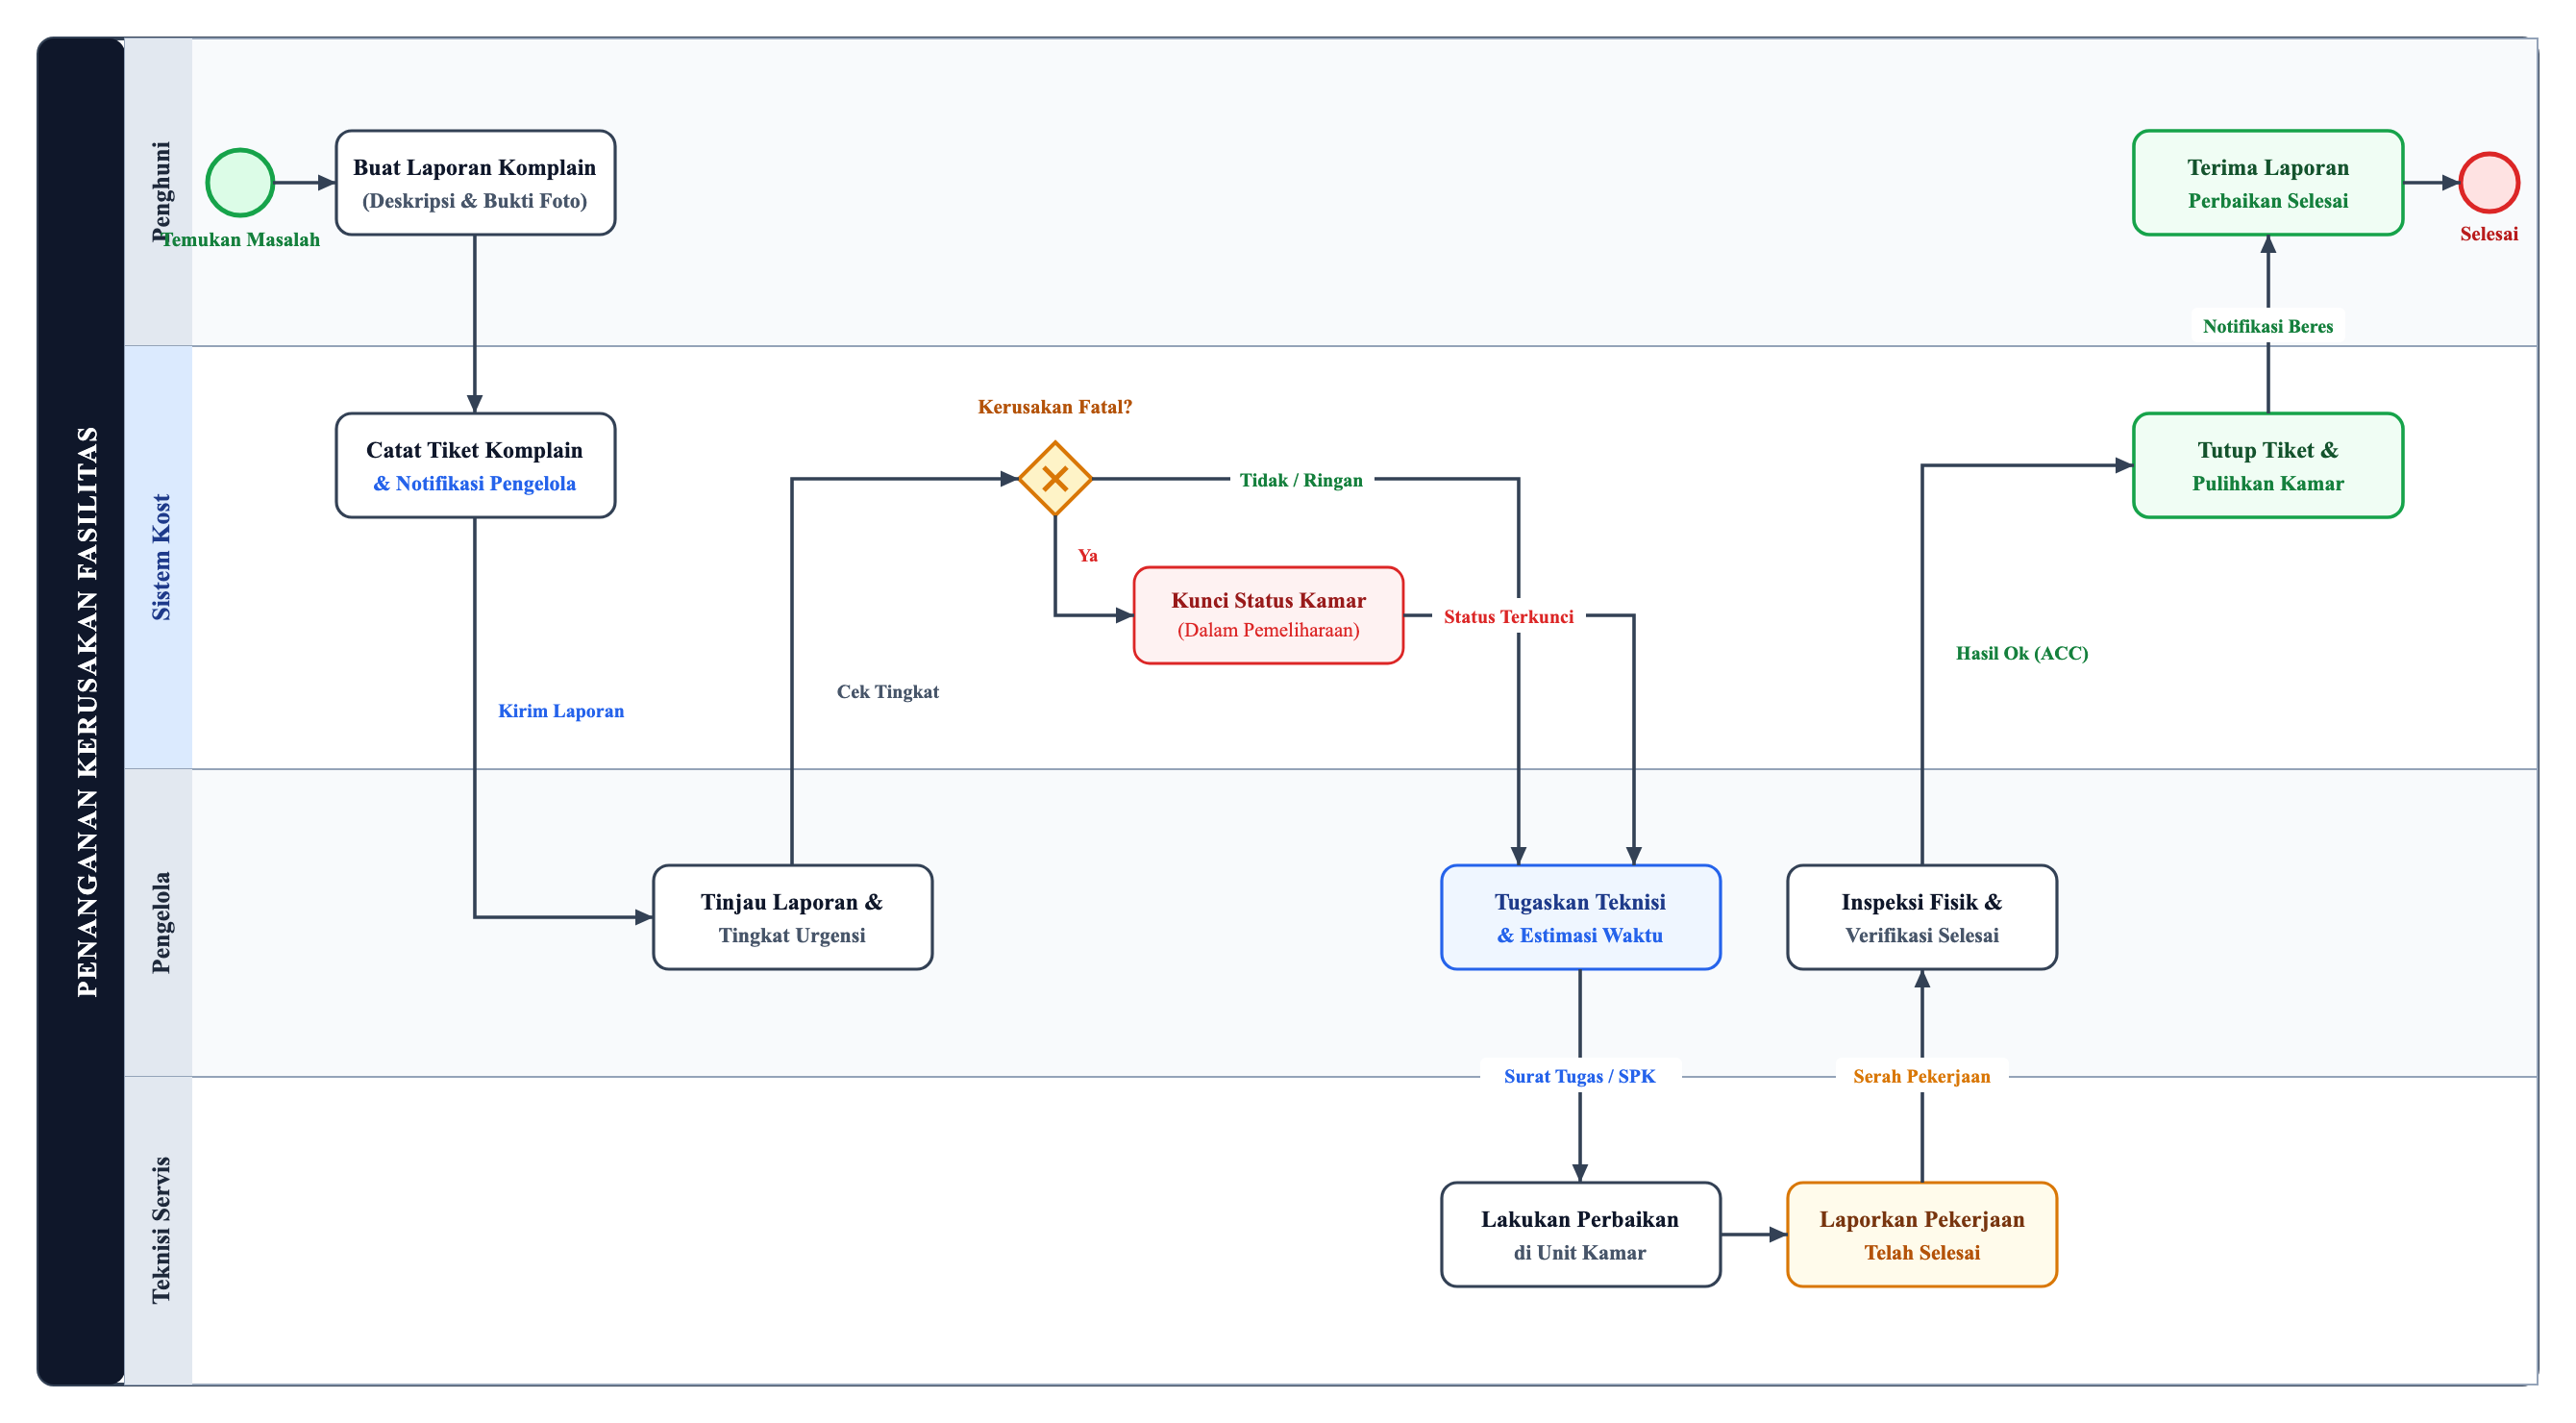 PENANGANAN KERUSAKAN FASILITAS
Penghuni
Temukan Masalah
Buat Laporan Komplain
(Deskripsi & Bukti Foto)
Terima Laporan
Perbaikan Selesai
Selesai
Notifikasi Beres
Sistem Kost
Catat Tiket Komplain
& Notifikasi Pengelola
Kerusakan Fatal?
Tidak / Ringan
Ya
Kunci Status Kamar
(Dalam Pemeliharaan)
Status Terkunci
Tutup Tiket &
Pulihkan Kamar
Hasil Ok (ACC)
Cek Tingkat
Kirim Laporan
Pengelola
Tinjau Laporan &
Tingkat Urgensi
Tugaskan Teknisi
& Estimasi Waktu
Inspeksi Fisik &
Verifikasi Selesai
Surat Tugas / SPK
Serah Pekerjaan
Teknisi Servis
Lakukan Perbaikan
di Unit Kamar
Laporkan Pekerjaan
Telah Selesai